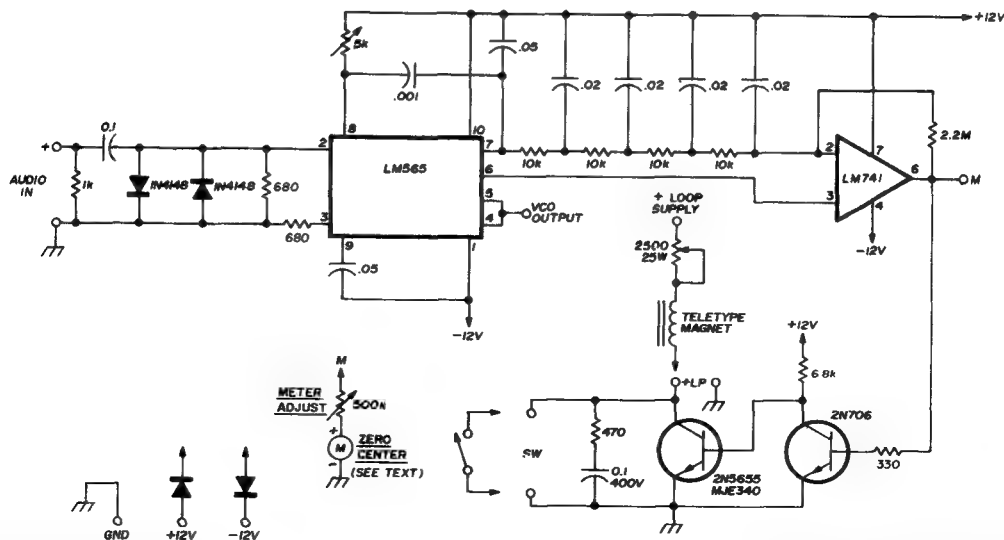 +12V
5k
.05
.001
.02
.02
.02
.02
2.2M
0.1
8
10
2
7
LM565
10k
10k
10k
10k
2
7
6
M
LM741
3
4
-12V
+
AUDIO IN
1k
1N4148
1N4148
680
6
5
4
VCO OUTPUT
3
680
9
1
.05
-12V
+ LOOP SUPPLY
2500
25W
TELETYPE MAGNET
+12V
6.8k
+LP
2N706
330
M
METER ADJUST
500
+
M
-
ZERO CENTER
(SEE TEXT)
SW
470
0.1
400V
2N5655
MJE340
GND
+12V
-12V